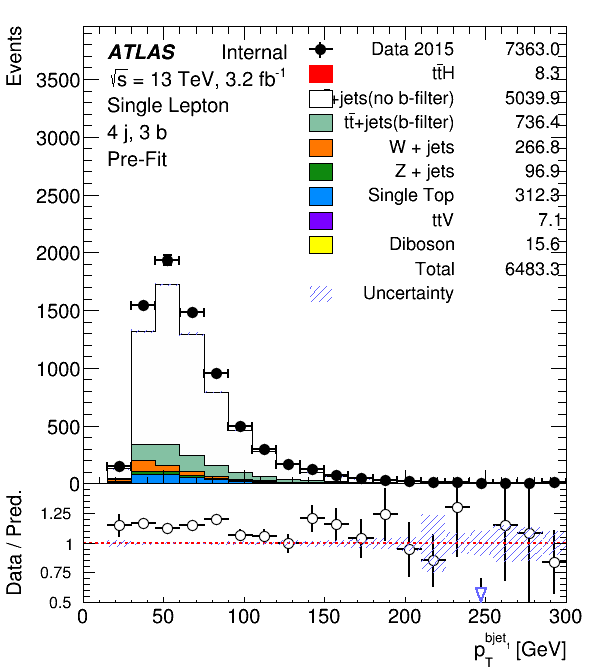 Events
ATLAS Internal
√s = 13 TeV, 3.2 fb⁻¹
Single Lepton
4 j, 3 b
Pre-Fit
Data 2015 7363.0
tt̄H 8.3
+jets(no b-filter) 5039.9
tt̄+jets(b-filter) 736.4
W + jets 266.8
Z + jets 96.9
Single Top 312.3
ttV 7.1
Diboson 15.6
Total 6483.3
Uncertainty
3500
3000
2500
2000
1500
1000
500
0
Data / Pred.
1.25
1
0.75
0.5
0 50 100 150 200 250 300
p_T^bjet, [GeV]